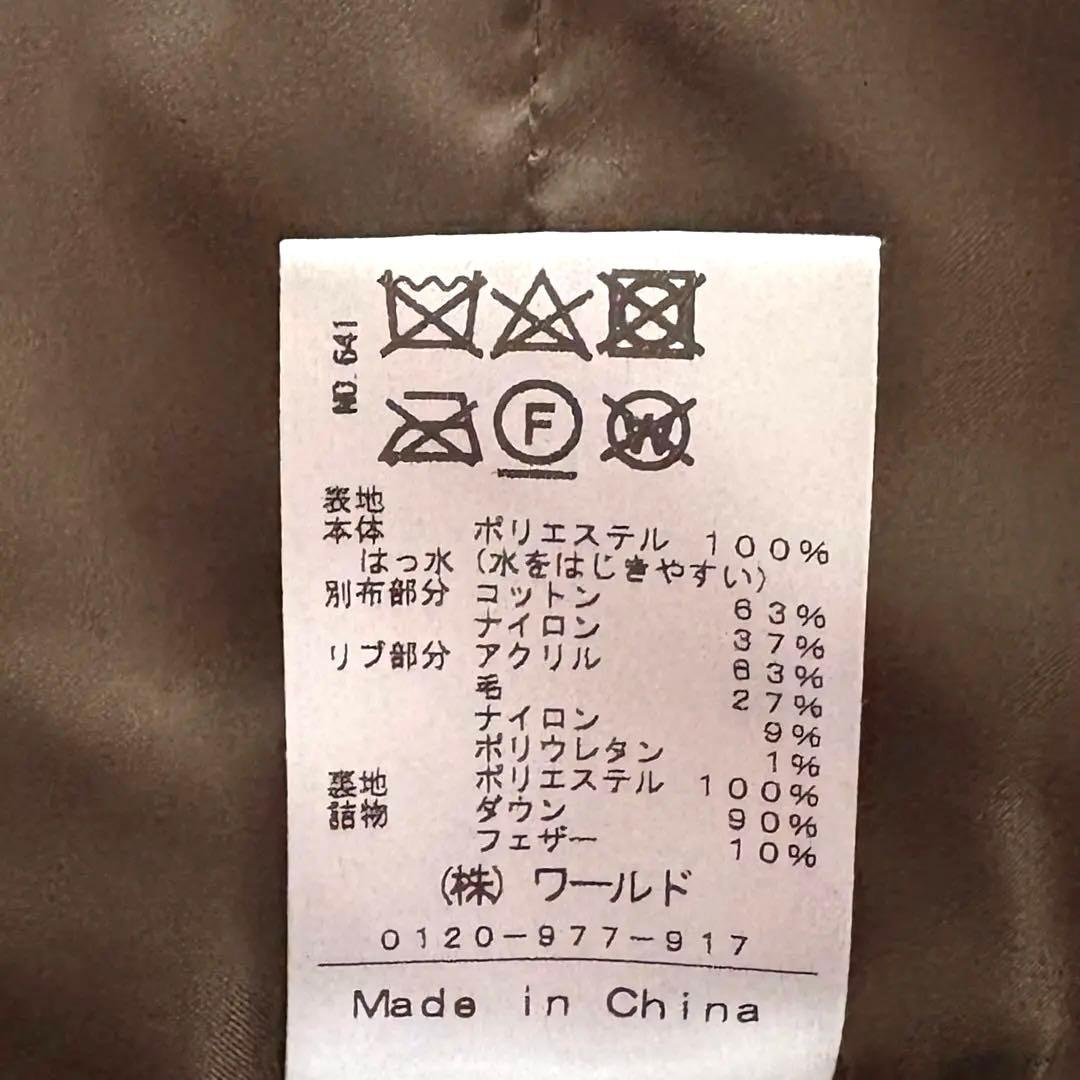 NO.641
F
W
表地
本体 ポリエステル 100%
はっ水(水をはじきやすい)
別布部分 コットン 63%
ナイロン 37%
リブ部分 アクリル 63%
毛 27%
ナイロン 9%
ポリウレタン 1%
裏地 ポリエステル 100%
詰物 ダウン 90%
フェザー 10%
(株)ワールド
0120-977-917
Made in China